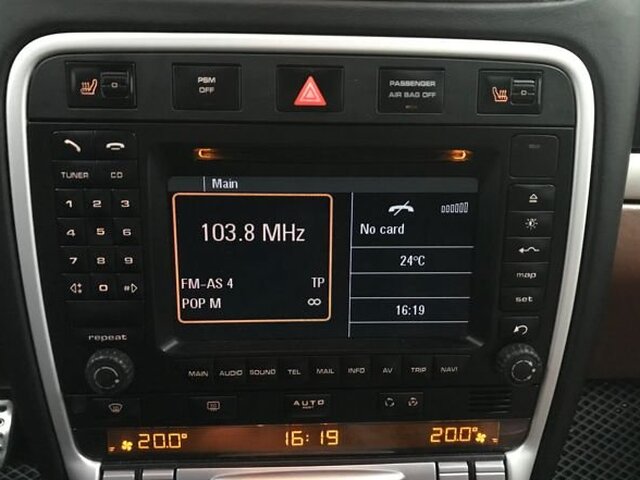 PSM
OFF
PASSENGER
AIR BAG OFF
TUNER CD
1 2 3
4 5 6
7 8 9
0
repeat
Main
103.8 MHz
FM-AS 4 TP
POP M ∞
No card
24°C
16:19
map
set
MAIN AUDIO SOUND TEL MAIL INFO AV TRIP NAVI
AUTO
20.0° 16:19 20.0°